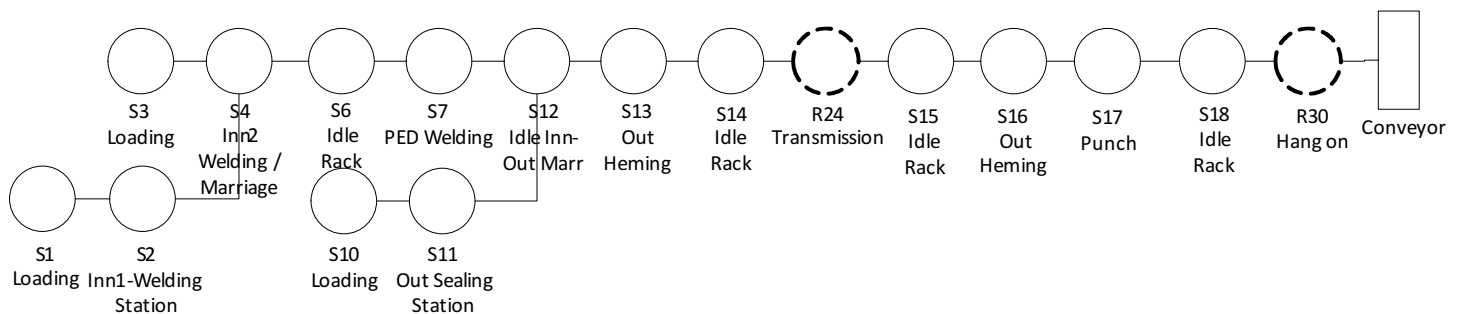 S3
Loading
S4
Inn2
Welding /
Marriage
S6
Idle
Rack
S7
PED Welding
S12
Idle Inn-
Out Marr
S13
Out
Heming
S14
Idle
Rack
R24
Transmission
S15
Idle
Rack
S16
Out
Heming
S17
Punch
S18
Idle
Rack
R30
Hang on
Conveyor
S1
Loading
S2
Inn1-Welding
Station
S10
Loading
S11
Out Sealing
Station